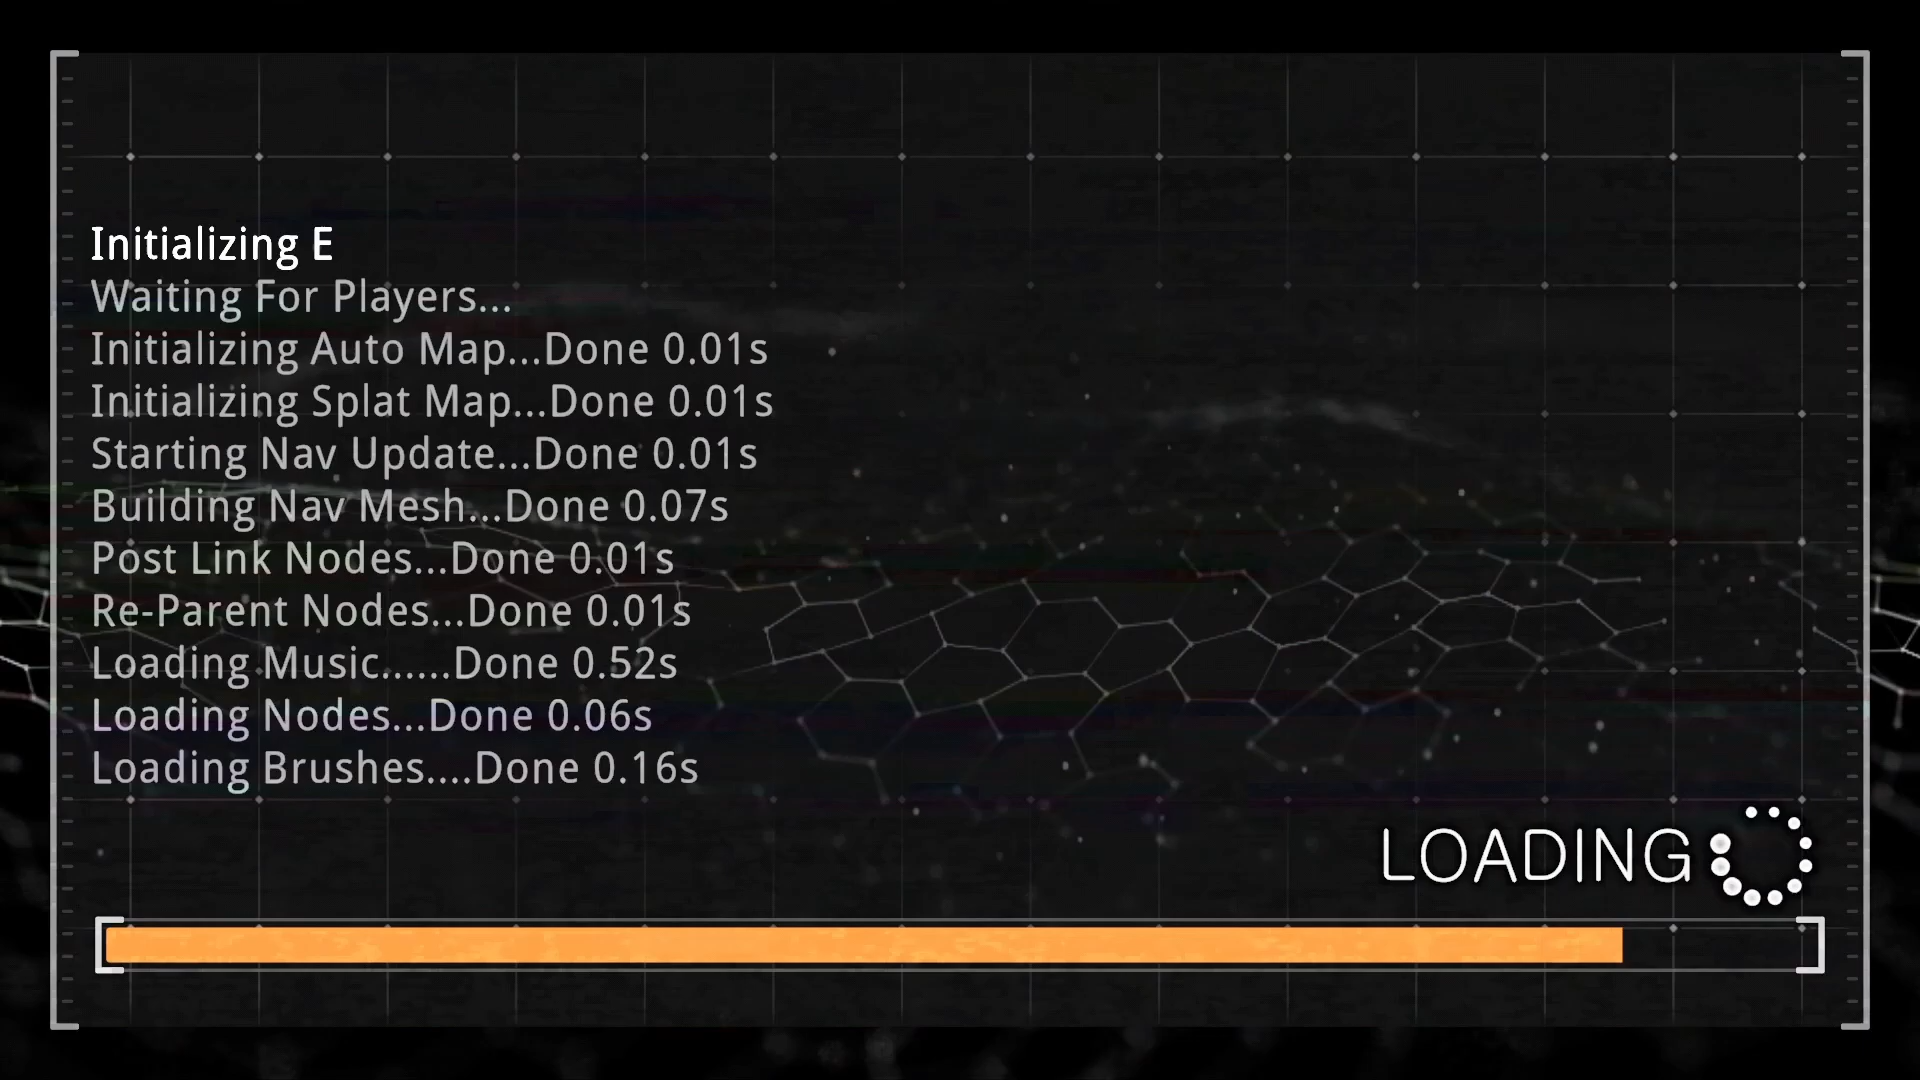 Initializing E
Waiting For Players...
Initializing Auto Map...Done 0.01s
Initializing Splat Map...Done 0.01s
Starting Nav Update...Done 0.01s
Building Nav Mesh...Done 0.07s
Post Link Nodes...Done 0.01s
Re-Parent Nodes...Done 0.01s
Loading Music......Done 0.52s
Loading Nodes...Done 0.06s
Loading Brushes....Done 0.16s
LOADING